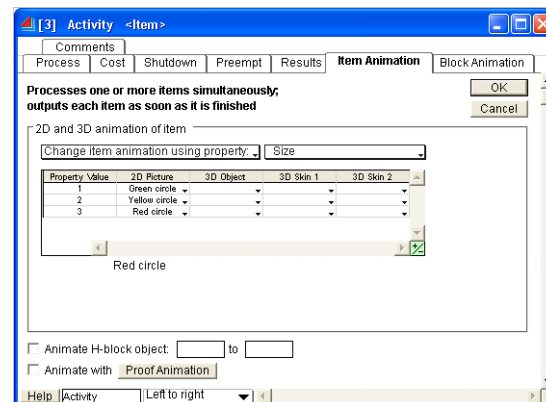 [3] Activity <Item>
Comments
Process Cost Shutdown Preempt Results Item Animation Block Animation
Processes one or more items simultaneously;
outputs each item as soon as it is finished
OK
Cancel
2D and 3D animation of item
Change item animation using property: Size
Property Value 2D Picture 3D Object 3D Skin 1 3D Skin 2
1 Green circle
2 Yellow circle
3 Red circle
Red circle
Animate H-block object: to
Animate with Proof Animation
Help Activity Left to right